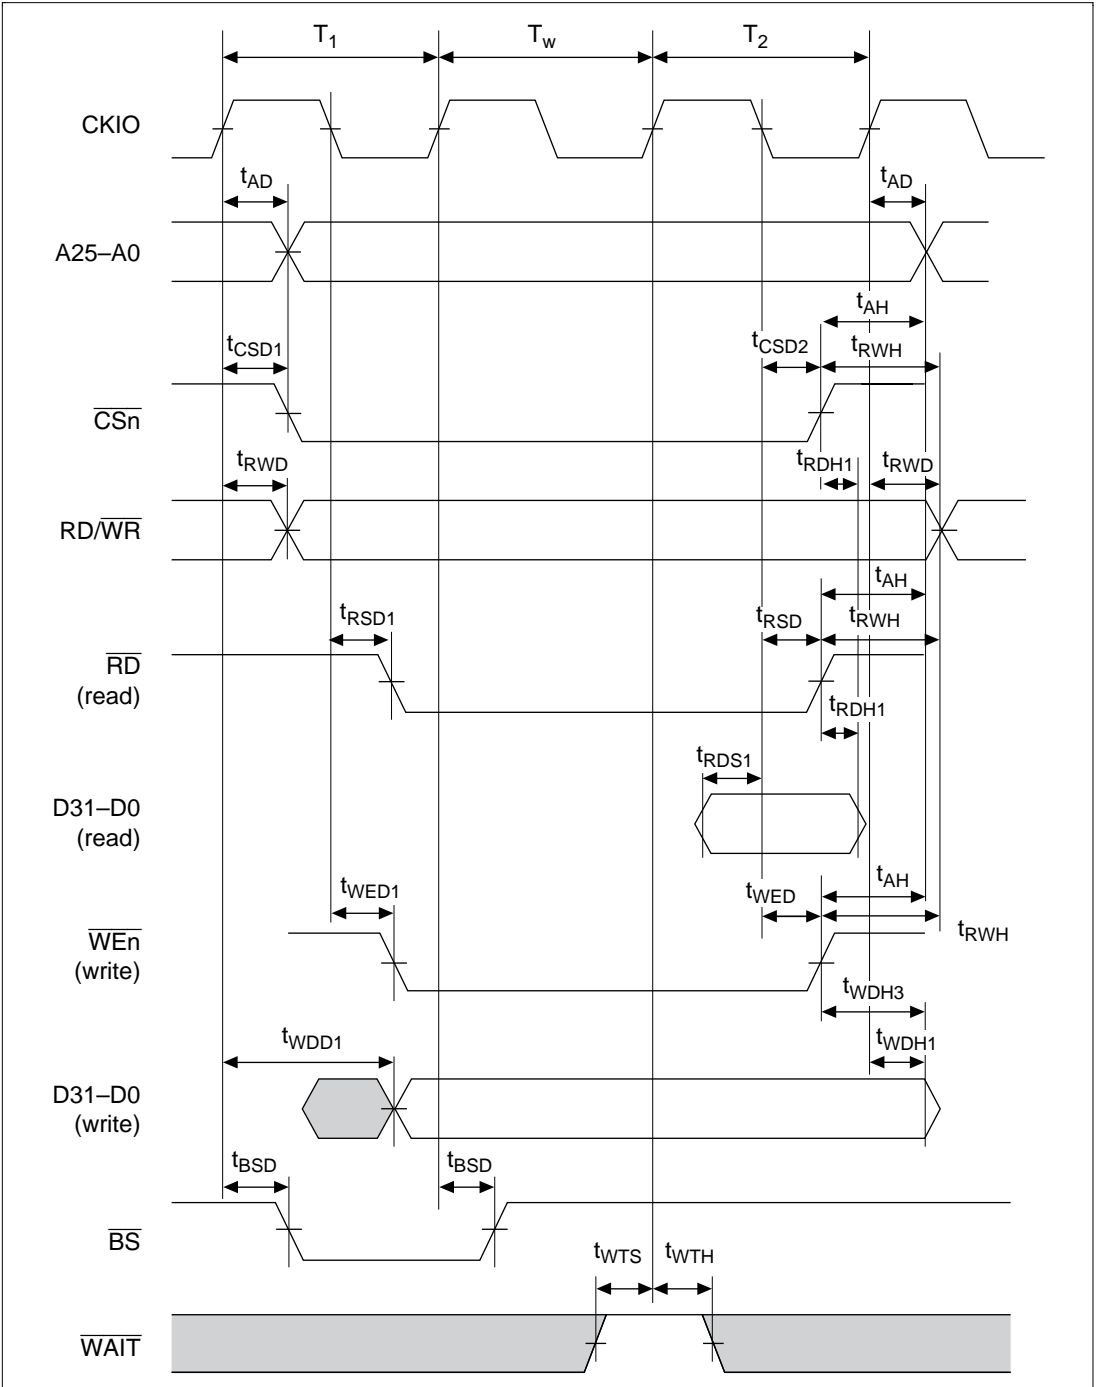 T1 Tw T2
CKIO
tAD tAD
A25–A0
tAH
tCSD1 tCSD2 tRWH
CSn
tRWD tRDH1 tRWD
RD/WR
tAH
tRSD1 tRSD tRWH
RD
(read)
tRDH1
tRDS1
D31–D0
(read)
tAH
tWED1 tWED
tRWH
WEn
(write)
tWDH3
tWDD1 tWDH1
D31–D0
(write)
tBSD tBSD
BS
tWTS tWTH
WAIT